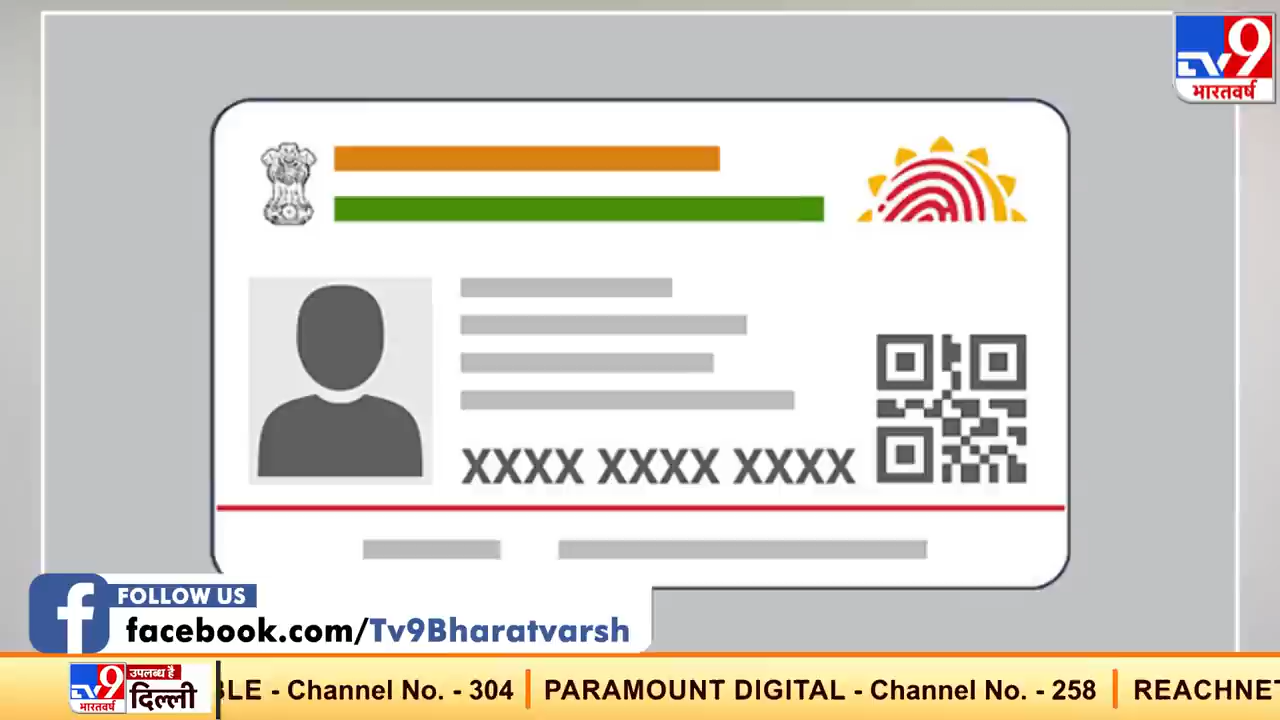 TV9
भारतवर्ष
XXXX XXXX XXXX
FOLLOW US
facebook.com/Tv9Bharatvarsh
TV9
भारतवर्ष
उपलब्ध है
दिल्ली
LE - Channel No. - 304 | PARAMOUNT DIGITAL - Channel No. - 258 | REACHNET